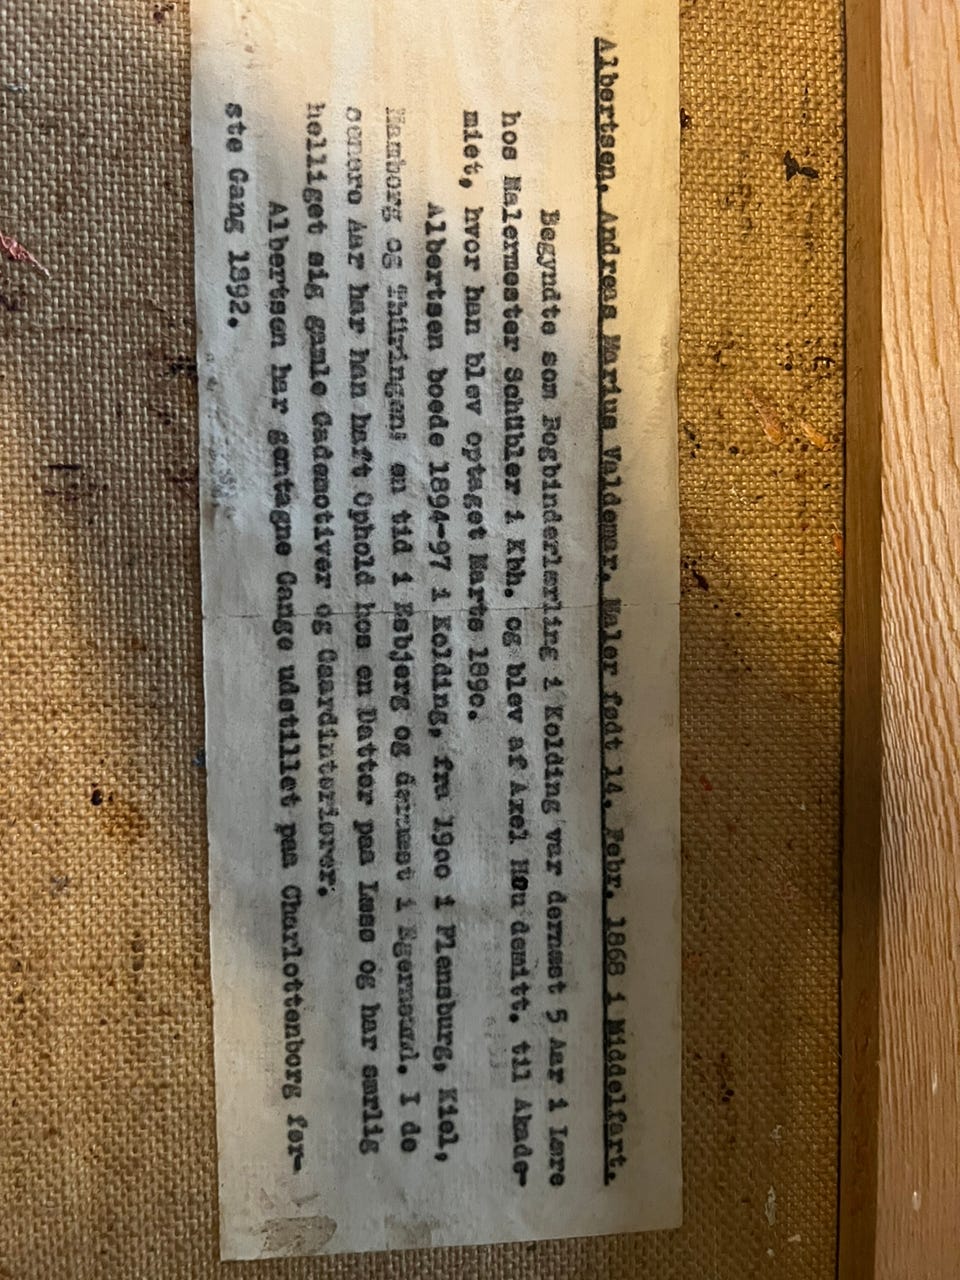 Albertsen, Andreas Marius Valdemar, Maler født 14. Febr. 1868 i Middelfart.
Begyndte som Bogbinderlærling i Kolding var dernæst 5 Aar i Lære
hos Malermester Schübler i Kbh. og blev af Axel Hou demitt. til Akade-
miet, hvor han blev optaget Marts 1890.
Albertsen boede 1894-97 i Kolding, fra 1900 i Flensburg, Kiel,
Hamborg og Thüringen; en tid i Esbjerg og dernæst i Egernsund. I de
senere Aar har han haft Ophold hos en Datter paa Læsø og har særlig
helliget sig gamle Gademotiver og Gaardinteriører.
Albertsen har gentagne Gange udstillet paa Charlottenborg før-
ste Gang 1892.